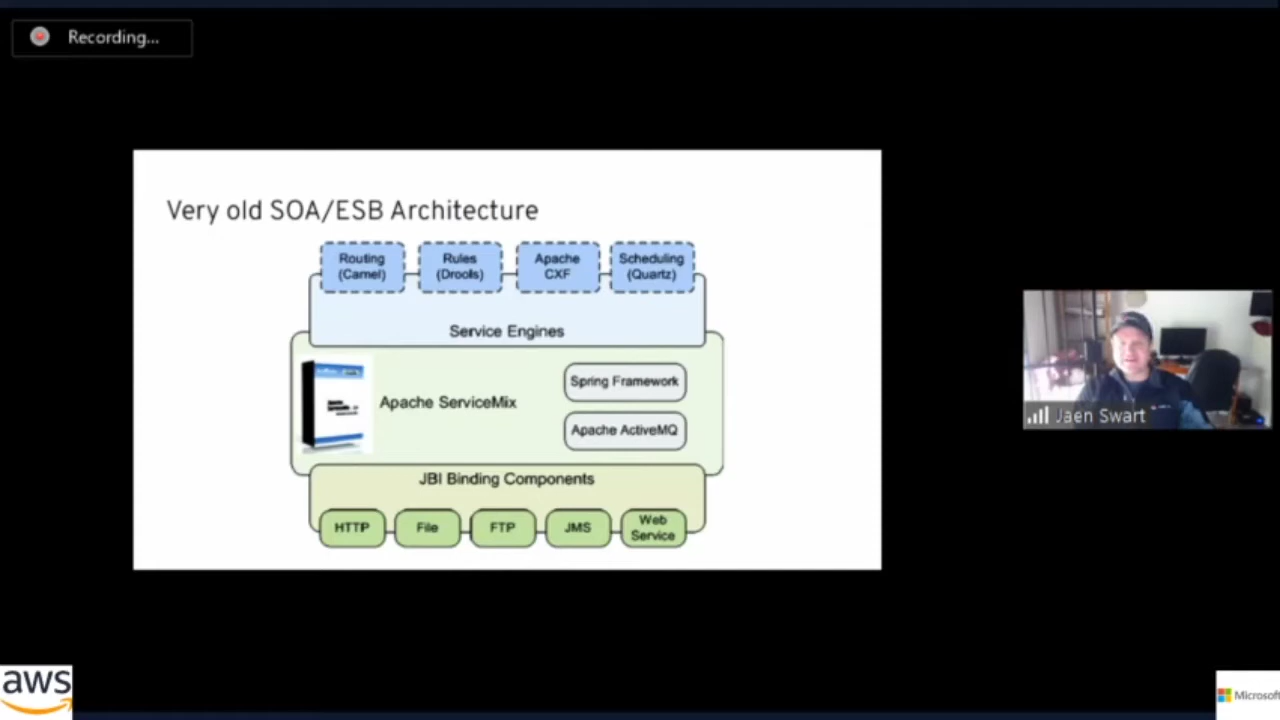 Recording...
Very old SOA/ESB Architecture
Routing
(Camel)
Rules
(Drools)
Apache
CXF
Scheduling
(Quartz)
Service Engines
Spring Framework
Apache ServiceMix
Apache ActiveMQ
JBI Binding Components
HTTP
File
FTP
JMS
Web
Service
Jaen Swart
aws
Microsoft